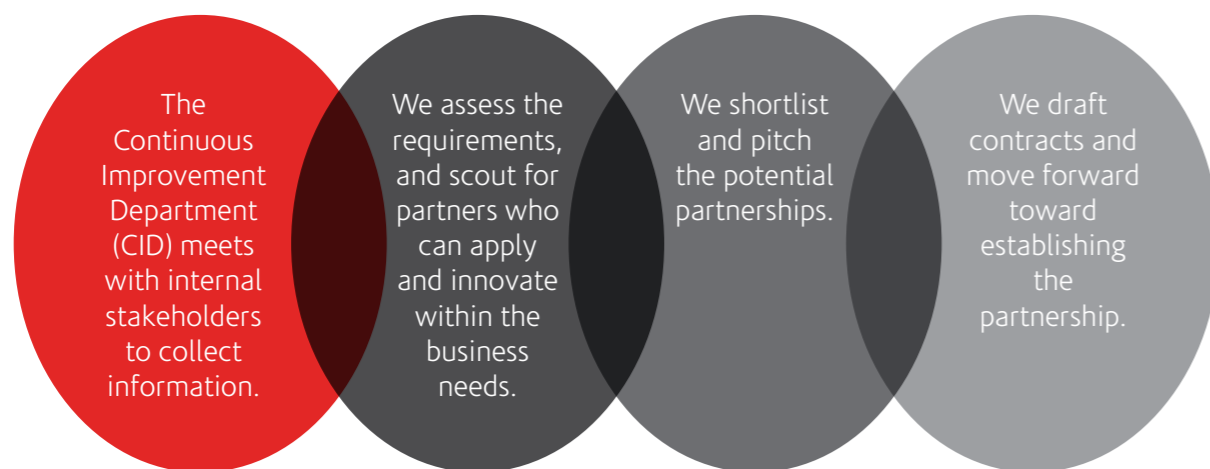 The
Continuous
Improvement
Department
(CID) meets
with internal
stakeholders
to collect
information.
We assess the
requirements,
and scout for
partners who
can apply
and innovate
within the
business
needs.
We shortlist
and pitch
the potential
partnerships.
We draft
contracts and
move forward
toward
establishing
the
partnership.